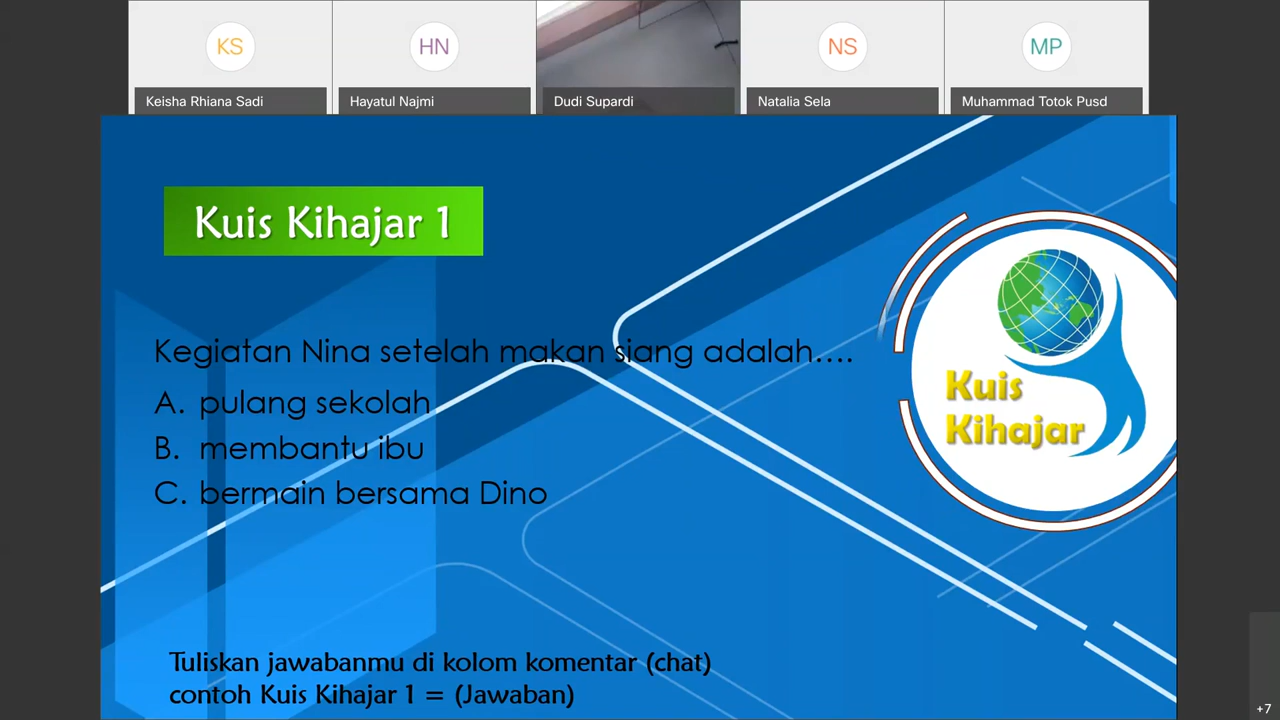 KS
HN
NS
MP
Keisha Rhiana Sadi
Hayatul Najmi
Dudi Supardi
Natalia Sela
Muhammad Totok Pusd
Kuis Kihajar 1
Kuis
Kihajar
Kegiatan Nina setelah makan siang adalah....
A. pulang sekolah
B. membantu ibu
C. bermain bersama Dino
Tuliskan jawabanmu di kolom komentar (chat)
contoh Kuis Kihajar 1 = (Jawaban)
+7